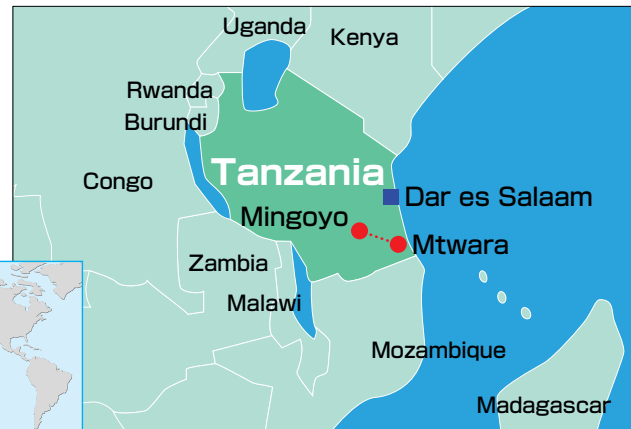 Uganda
Kenya
Rwanda
Burundi
Tanzania
Congo
Dar es Salaam
Mingoyo
Mtwara
Zambia
Malawi
Mozambique
Madagascar